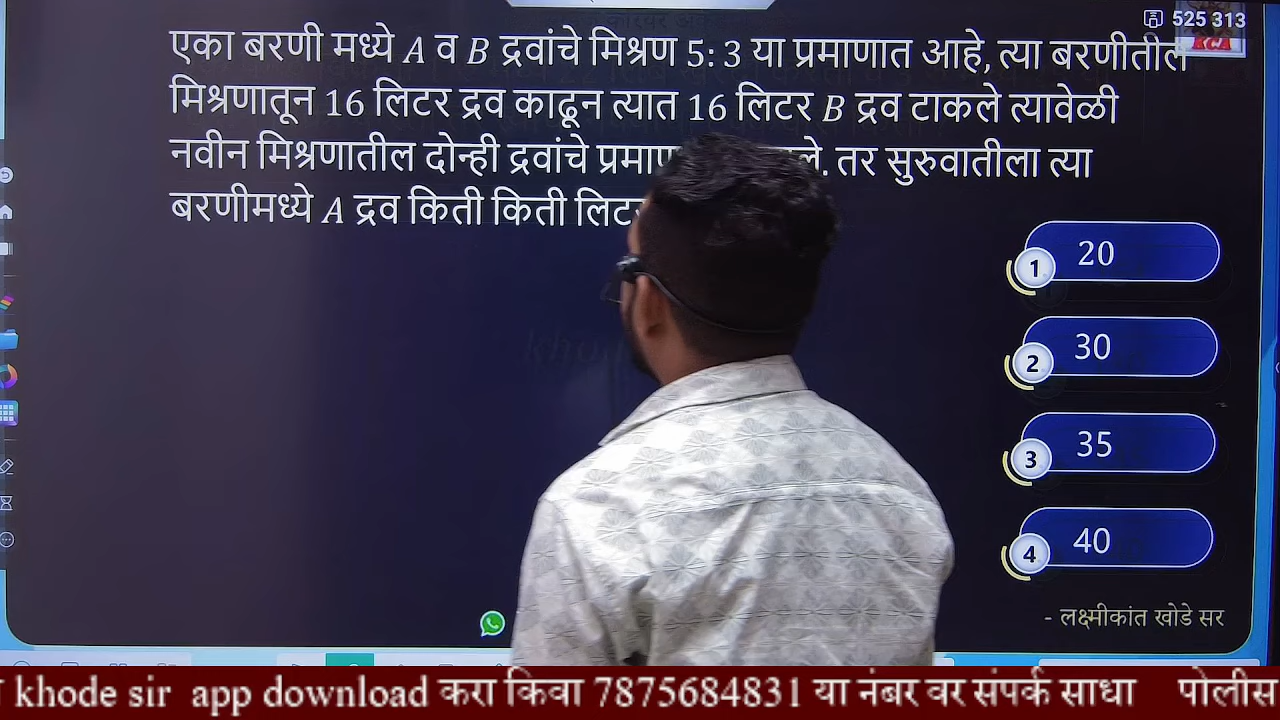 525 313
एका बरणी मध्ये A व B द्रवांचे मिश्रण 5: 3 या प्रमाणात आहे, त्या बरणीतील
मिश्रणातून 16 लिटर द्रव काढून त्यात 16 लिटर B द्रव टाकले त्यावेळी
नवीन मिश्रणातील दोन्ही द्रवांचे तर सुरुवातीला त्या
बरणीमध्ये A द्रव किती किती
1 20
2 30
3 35
4 40
- लक्ष्मीकांत खोडे सर
khode sir app download करा किंवा 7875684831 या नंबर वर संपर्क साधा पोलीस